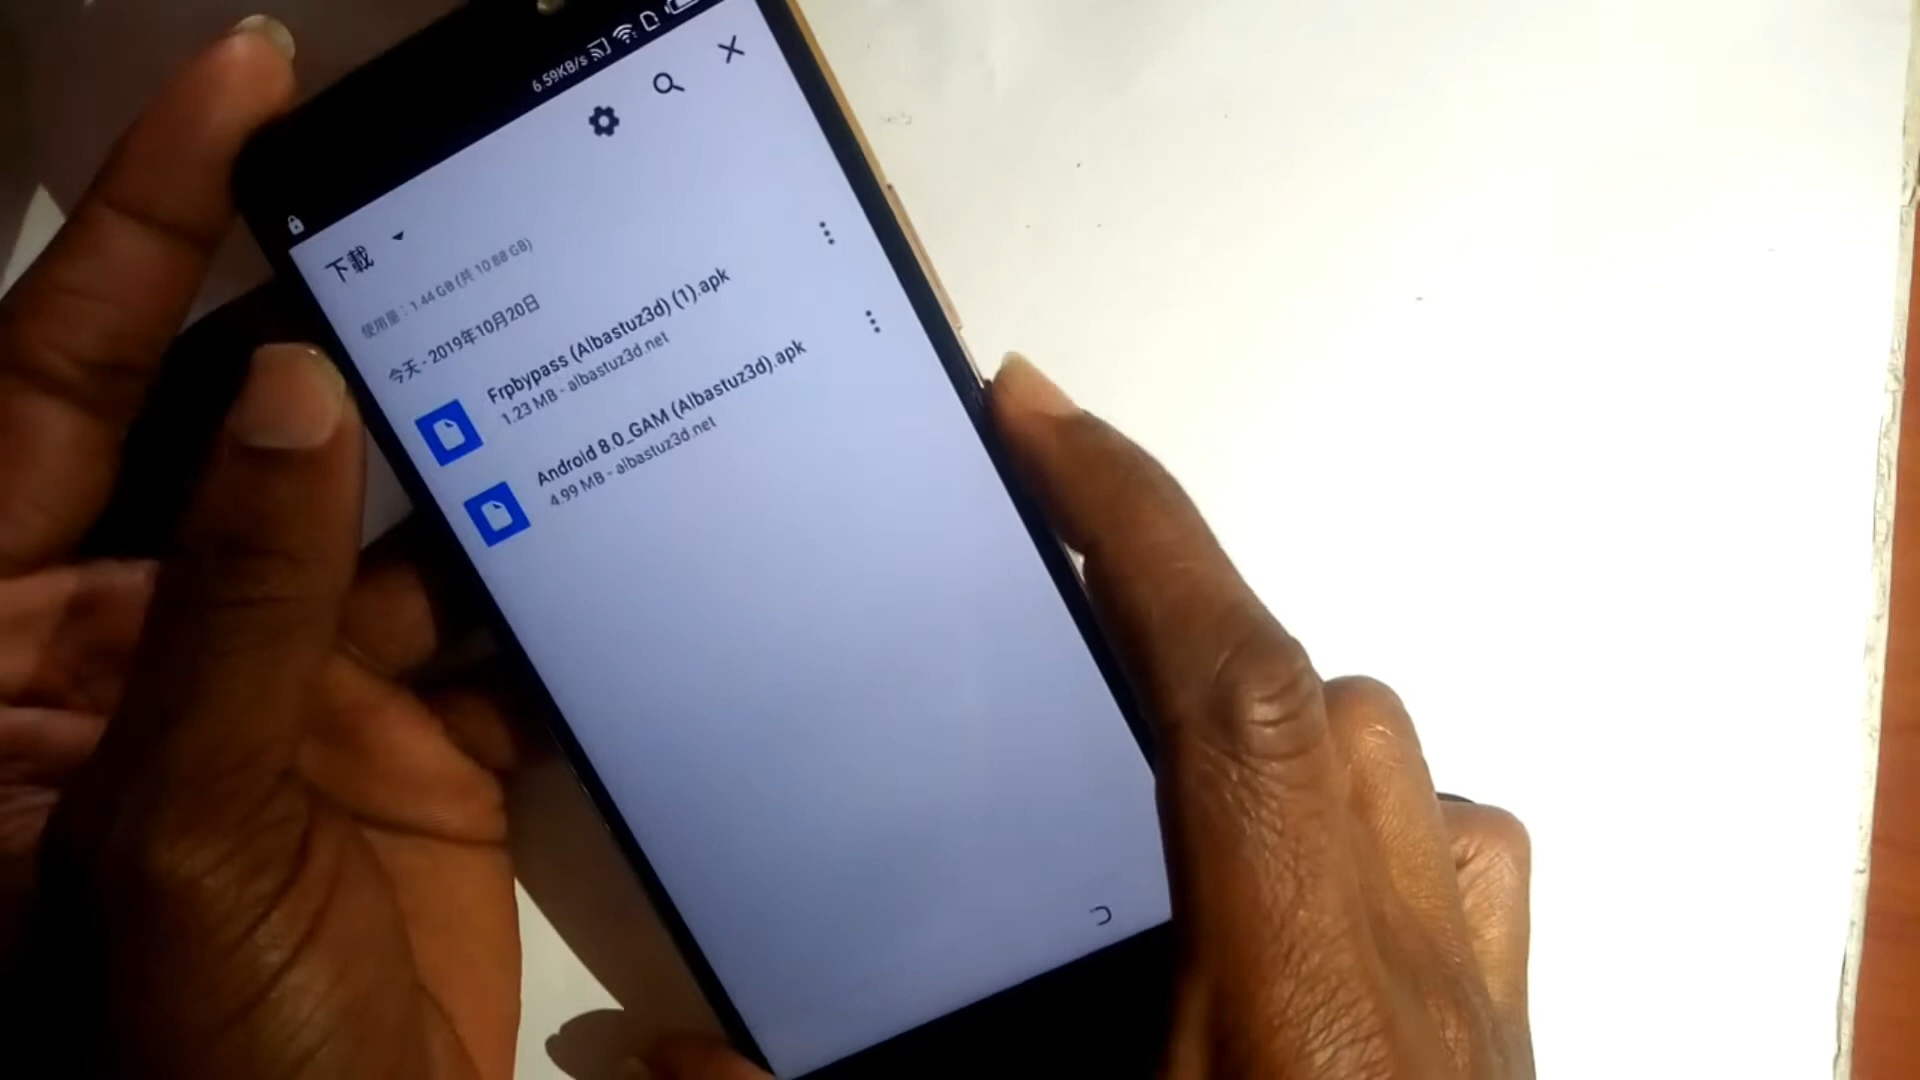 6.59KB/s
下載
使用量：1.44 GB (共 10.88 GB)
今天 - 2019年10月20日
Frpbypass (Albastuz3d) (1).apk
1.23 MB - albastuz3d.net
Android 8.0_GAM (Albastuz3d).apk
4.99 MB - albastuz3d.net